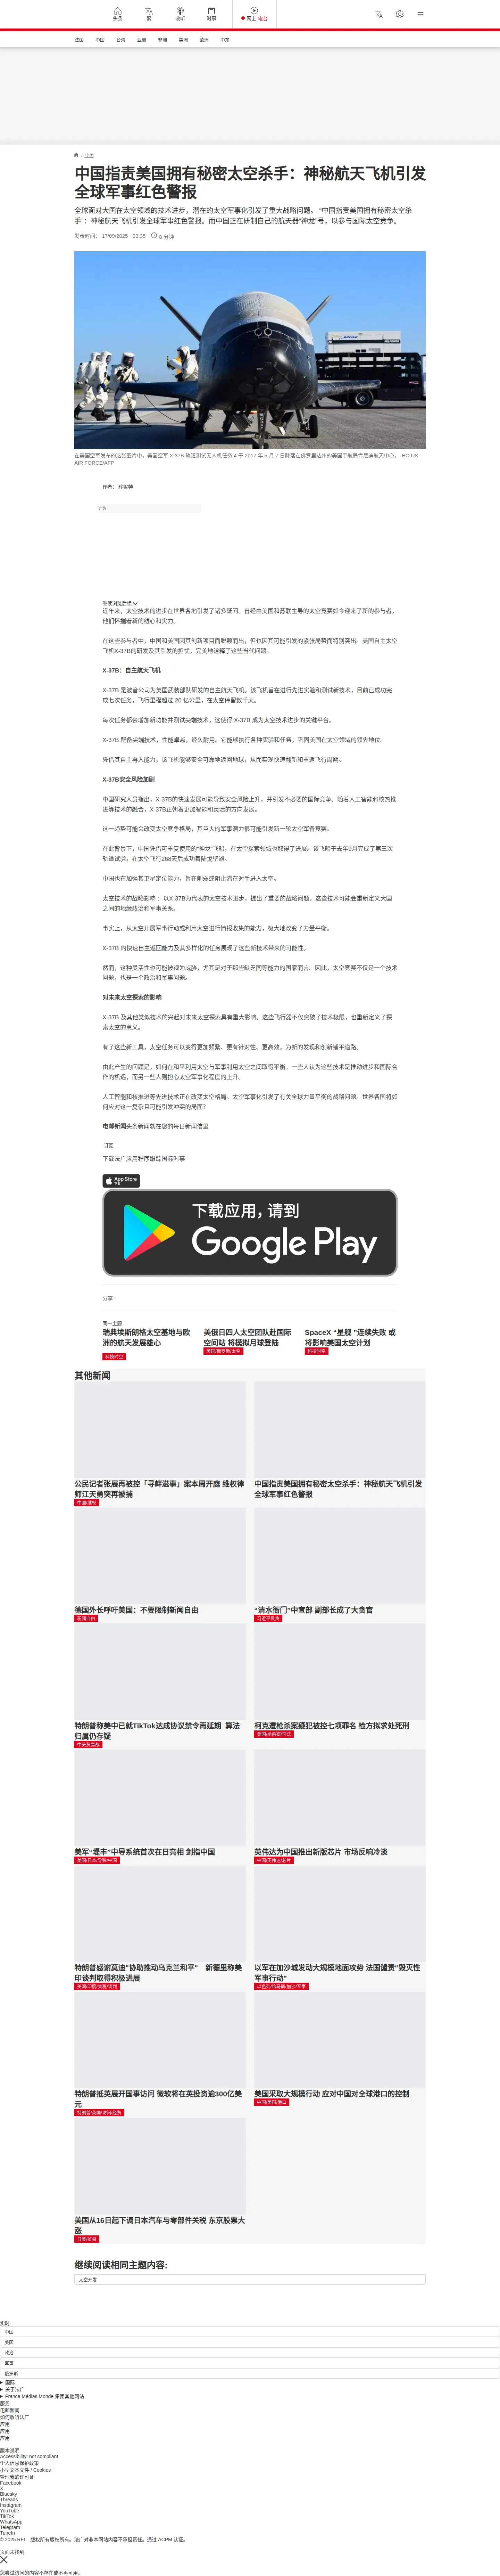 头条
繁
收听
时事
网上 电台
法国 中国 台海 亚洲 非洲 美洲 欧洲 中东
/ 中国
中国指责美国拥有秘密太空杀手：神秘航天飞机引发
全球军事红色警报
全球面对大国在太空领域的技术进步，潜在的太空军事化引发了重大战略问题。 “中国指责美国拥有秘密太空杀
手”：神秘航天飞机引发全球军事红色警报。而中国正在研制自己的航天器“神龙”号，以参与国际太空竞争。
发表时间： 17/09/2025 - 03:35 6 分钟
BOEING
在美国空军发布的这张图片中，美国空军 X-37B 轨道测试无人机任务 4 于 2017 年 5 月 7 日降落在佛罗里达州的美国宇航局肯尼迪航天中心。 HO US
AIR FORCE/AFP
作者： 珍妮特
广告
继续浏览后续
近年来，太空技术的进步在世界各地引发了诸多疑问。曾经由美国和苏联主导的太空竞赛如今迎来了新的参与者，
他们怀揣着新的雄心和实力。
在这些参与者中，中国和美国因其创新项目而脱颖而出，但也因其可能引发的紧张局势而特别突出。美国自主太空
飞机X-37B的研发及其引发的担忧，完美地诠释了这些当代问题。
X-37B：自主航天飞机
X-37B 是波音公司为美国武装部队研发的自主航天飞机。该飞机旨在进行先进实验和测试新技术，目前已成功完
成七次任务，飞行里程超过 20 亿公里，在太空停留数千天。
每次任务都会增加新功能并测试尖端技术，这使得 X-37B 成为太空技术进步的关键平台。
X-37B 配备尖端技术，性能卓越，经久耐用。它能够执行各种实验和任务，巩固美国在太空领域的领先地位。
凭借其自主再入能力，该飞机能够安全可靠地返回地球，从而实现快速翻新和重返飞行周期。
X-37B安全风险加剧
中国研究人员指出，X-37B的快速发展可能导致安全风险上升，并引发不必要的国际竞争。随着人工智能和核热推
进等技术的融合，X-37B正朝着更加智能和灵活的方向发展。
这一趋势可能会改变太空竞争格局，其巨大的军事潜力很可能引发新一轮太空军备竞赛。
在此背景下，中国凭借可重复使用的“神龙”飞船，在太空探索领域也取得了进展。该飞船于去年9月完成了第三次
轨道试验，在太空飞行268天后成功着陆戈壁滩。
中国也在加强其卫星定位能力，旨在削弱或阻止潜在对手进入太空。
太空技术的战略影响 ：以X-37B为代表的太空技术进步，提出了重要的战略问题。这些技术可能会重新定义大国
之间的地缘政治和军事关系。
事实上，从太空开展军事行动或利用太空进行情报收集的能力，极大地改变了力量平衡。
X-37B 的快速自主返回能力及其多样化的任务展现了这些新技术带来的可能性。
然而，这种灵活性也可能被视为威胁，尤其是对于那些缺乏同等能力的国家而言。因此，太空竞赛不仅是一个技术
问题，也是一个政治和军事问题。
对未来太空探索的影响
X-37B 及其他类似技术的兴起对未来太空探索具有重大影响。这些飞行器不仅突破了技术极限，也重新定义了探
索太空的意义。
有了这些新工具，太空任务可以变得更加频繁、更有针对性、更高效，为新的发现和创新铺平道路。
由此产生的问题是，如何在和平利用太空与军事利用太空之间取得平衡。一些人认为这些技术是推动进步和国际合
作的机遇，而另一些人则担心太空军事化程度的上升。
人工智能和核推进等先进技术正在改变太空格局。太空军事化引发了有关全球力量平衡的战略问题。世界各国将如
何应对这一复杂且可能引发冲突的局面?
电邮新闻头条新闻就在您的每日新闻信里
订阅
下载法广应用程序跟踪国际时事
App Store
下载
下载应用，请到
Google Play
分享 :
同一主题
瑞典埃斯朗格太空基地与欧
洲的航天发展雄心
科技时空
美俄日四人太空团队赴国际
空间站 将模拟月球登陆
美国/俄罗斯/太空
SpaceX “星舰 ”连续失败 或
将影响美国太空计划
科技时空
其他新闻
公民记者张展再被控「寻衅滋事」案本周开庭 维权律
师江天勇突再被捕
中国/维权
中国指责美国拥有秘密太空杀手：神秘航天飞机引发
全球军事红色警报
德国外长呼吁美国：不要限制新闻自由
新闻自由
“清水衙门”中宣部 副部长成了大贪官
习近平反贪
特朗普称美中已就TikTok达成协议禁令再延期 算法
归属仍存疑
中美贸易战
柯克遭枪杀案疑犯被控七项罪名 检方拟求处死刑
美国/枪杀案/司法
美军“堤丰”中导系统首次在日亮相 剑指中国
美国/日本/导弹/中国
英伟达为中国推出新版芯片 市场反响冷淡
中国/英伟达/芯片
特朗普感谢莫迪“协助推动乌克兰和平” 新德里称美
印谈判取得积极进展
美国/印度/关税/谈判
以军在加沙城发动大规模地面攻势 法国谴责“毁灭性
军事行动”
以色列/哈马斯/加沙/军事
特朗普抵英展开国事访问 微软将在英投资逾300亿美
元
特朗普/英国/访问/经贸
美国采取大规模行动 应对中国对全球港口的控制
中国/美国/港口
美国从16日起下调日本汽车与零部件关税 东京股票大
涨
日美/贸易
继续阅读相同主题内容:
太空开发
实时
中国
美国
政治
军事
俄罗斯
国际
关于法广
France Médias Monde 集团其他网站
服务
电邮新闻
如何收听法广
应用
应用
应用
版本说明
Accessibility: not compliant
个人信息保护政策
小型文本文件 / Cookies
管理我的许可证
Facebook
X
Bluesky
Threads
Instagram
YouTube
TikTok
WhatsApp
Telegram
TuneIn
© 2025 RFI – 版权所有版权所有。法广对非本网站内容不承担责任。通过 ACPM 认证。
页面未找到
您尝试访问的内容不存在或不再可用。